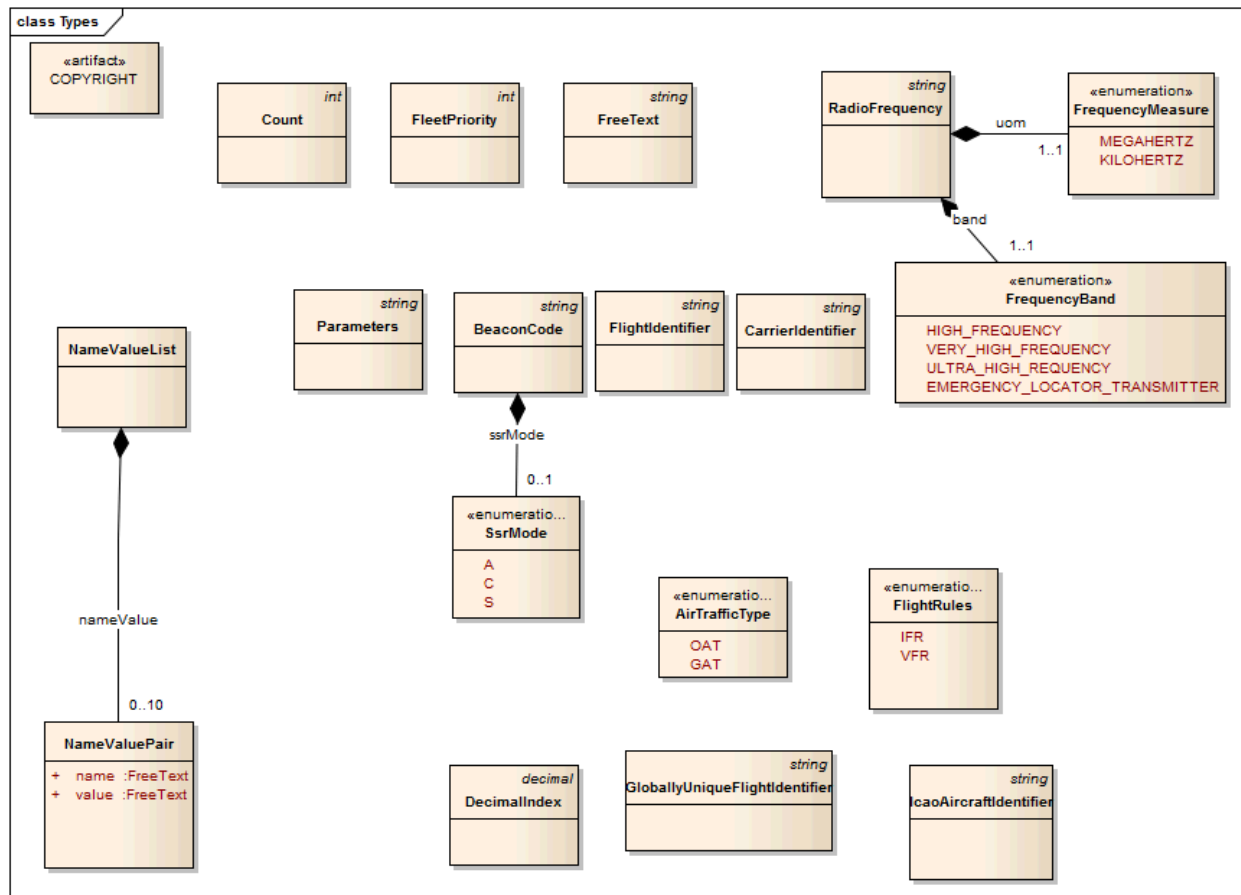 class Types
«artifact»
COPYRIGHT
int
Count
int
FleetPriority
string
FreeText
string
RadioFrequency
uom
1..1
«enumeration»
FrequencyMeasure
MEGAHERTZ
KILOHERTZ
band
1..1
«enumeration»
FrequencyBand
HIGH_FREQUENCY
VERY_HIGH_FREQUENCY
ULTRA_HIGH_REQUENCY
EMERGENCY_LOCATOR_TRANSMITTER
NameValueList
string
Parameters
string
BeaconCode
string
FlightIdentifier
string
CarrierIdentifier
ssrMode
0..1
«enumeratio...
SsrMode
A
C
S
«enumeratio...
AirTrafficType
OAT
GAT
«enumeratio...
FlightRules
IFR
VFR
nameValue
0..10
NameValuePair
+ name :FreeText
+ value :FreeText
decimal
DecimalIndex
string
GloballyUniqueFlightIdentifier
string
IcaoAircraftIdentifier